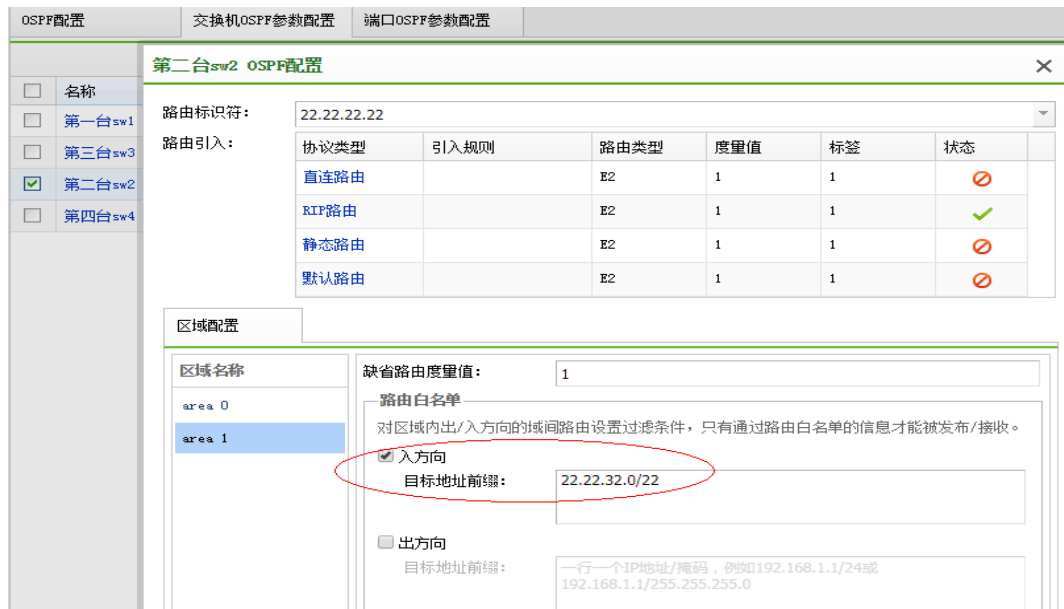 OSPF配置 交换机OSPF参数配置 端口OSPF参数配置
第二台sw2 OSPF配置
名称
第一台sw1
第三台sw3
第二台sw2
第四台sw4
路由标识符： 22.22.22.22
路由引入：
协议类型 引入规则 路由类型 度量值 标签 状态
直连路由 E2 1 1
RIP路由 E2 1 1
静态路由 E2 1 1
默认路由 E2 1 1
区域配置
区域名称
area 0
area 1
缺省路由度量值： 1
路由白名单
对区域内出/入方向的域间路由设置过滤条件，只有通过路由白名单的信息才能被发布/接收。
入方向
目标地址前缀： 22.22.32.0/22
出方向
目标地址前缀： 一行一个IP地址/掩码，例如192.168.1.1/24或
192.168.1.1/255.255.255.0